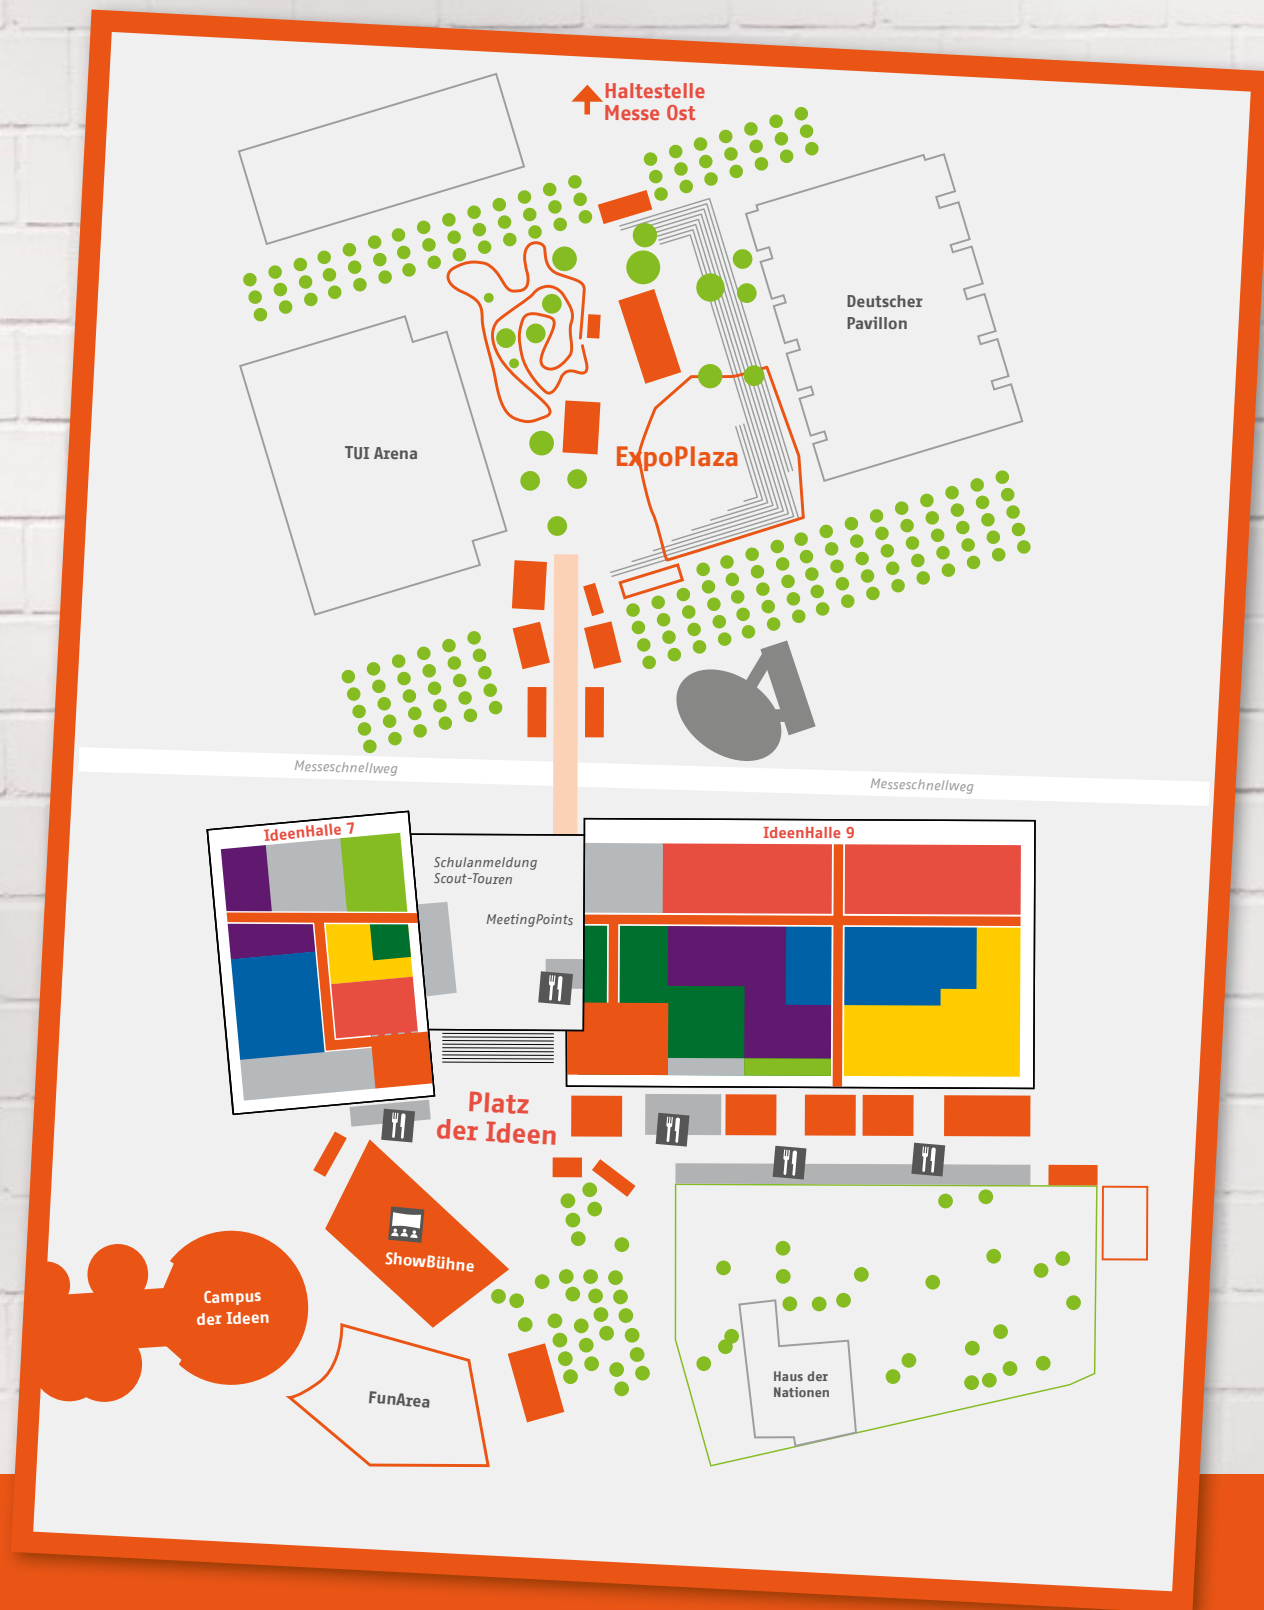 Haltestelle
Messe Ost
Deutscher
Pavillon
TUI Arena
ExpoPlaza
Messeschnellweg
Messeschnellweg
IdeenHalle 7
IdeenHalle 9
Schulanmeldung
Scout-Touren
MeetingPoints
Platz
der Ideen
ShowBühne
Campus
der Ideen
FunArea
Haus der
Nationen